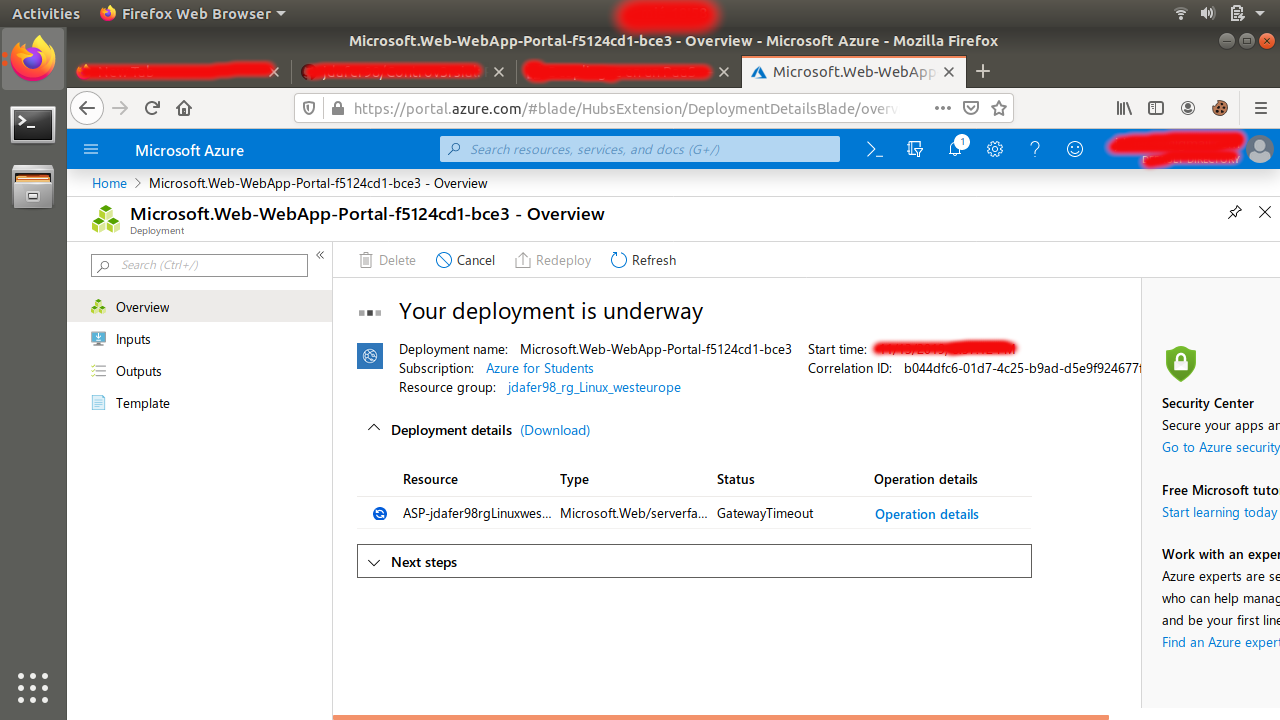 Activities Firefox Web Browser
Microsoft.Web-WebApp-Portal-f5124cd1-bce3 - Overview - Microsoft Azure - Mozilla Firefox
Microsoft.Web-WebApp
https://portal.azure.com/#blade/HubsExtension/DeploymentDetailsBlade/overv
Microsoft Azure
Search resources, services, and docs (G+/)
1
Home > Microsoft.Web-WebApp-Portal-f5124cd1-bce3 - Overview
Microsoft.Web-WebApp-Portal-f5124cd1-bce3 - Overview
Deployment
Search (Ctrl+/)
«
Overview
Inputs
Outputs
Template
Delete Cancel Redeploy Refresh
Your deployment is underway
Deployment name: Microsoft.Web-WebApp-Portal-f5124cd1-bce3
Subscription: Azure for Students
Resource group: jdafer98_rg_Linux_westeurope
Start time:
Correlation ID: b044dfc6-01d7-4c25-b9ad-d5e9f924677f
Deployment details (Download)
Resource Type Status Operation details
ASP-jdafer98rgLinuxwes... Microsoft.Web/serverfa... GatewayTimeout Operation details
Next steps
Security Center
Secure your apps an
Go to Azure security
Free Microsoft tuto
Start learning today
Work with an exper
Azure experts are se
who can help manag
and be your first line
Find an Azure expert